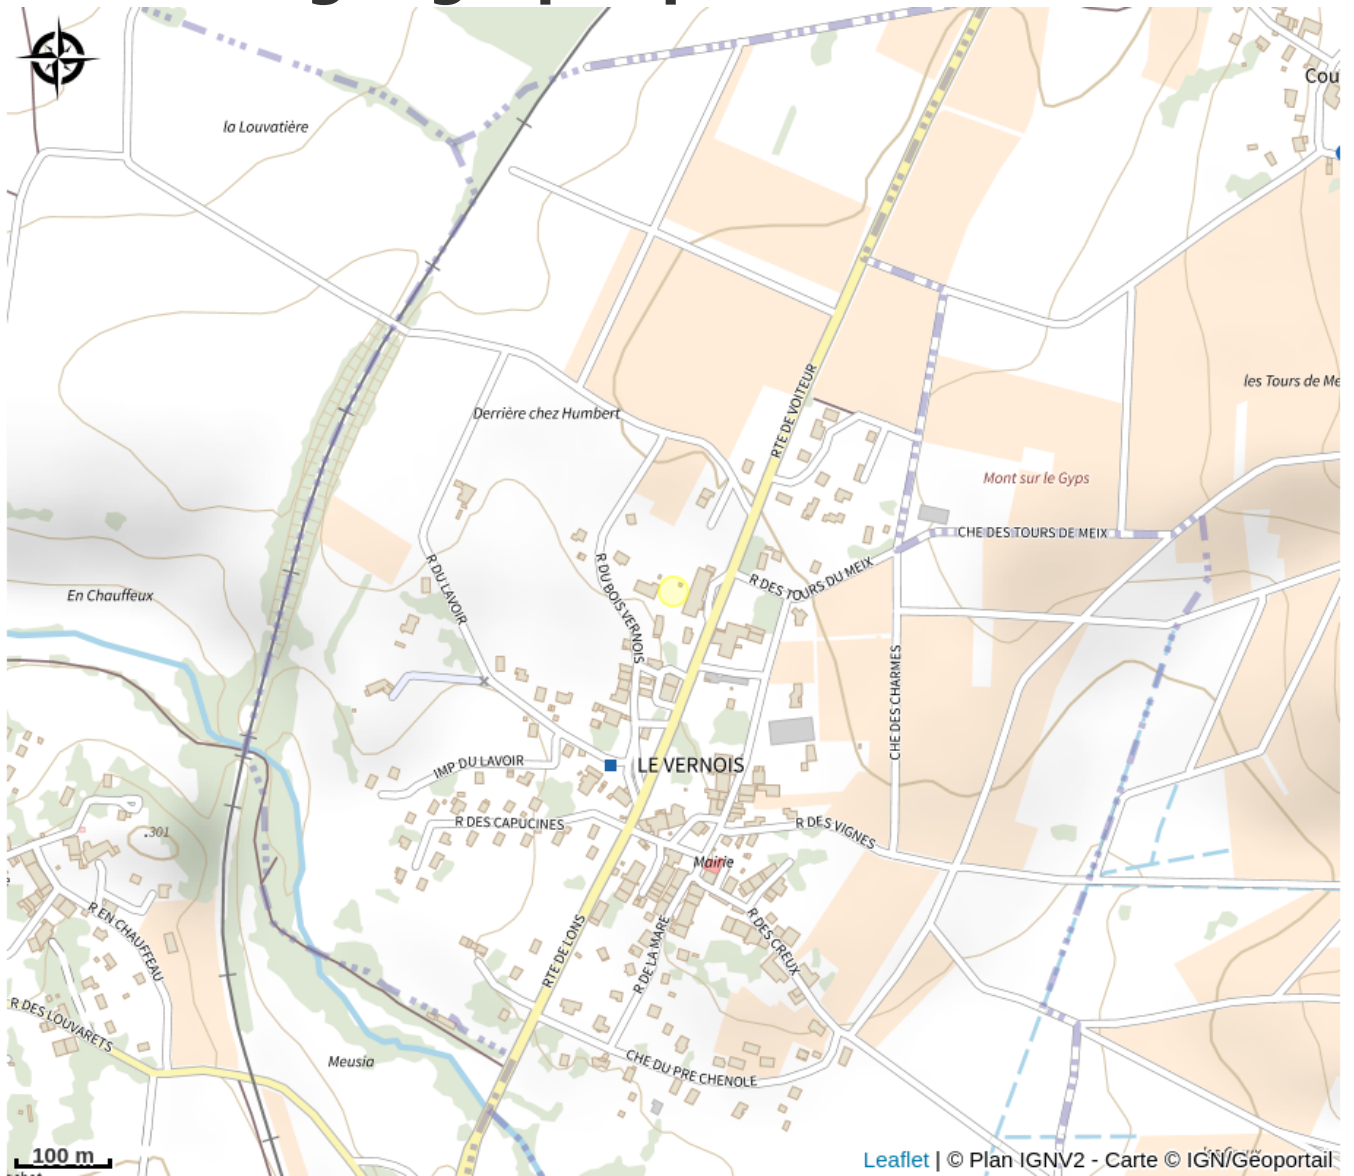 Cou
la Louvatière
les Tours de Me
RTE DE VOITEUR
Derrière chez Humbert
Mont sur le Gyps
CHE DES TOURS DE MEIX
R DU LAVOIR
R DU BOIS VERNOIS
R DES TOURS DU MEIX
En Chauffeux
CHE DES CHARMES
IMP DU LAVOIR
LE VERNOIS
R DES CAPUCINES
R DES VIGNES
.301
Mairie
R EN CHAUFFEAU
RTE DE LONS
R DE LA MARE
R DES CREUX
R DES LOUVARETS
Meusia
CHE DU PRE CHENOLE
100 m
Leaflet | © Plan IGNV2 - Carte © IGN/Géoportail